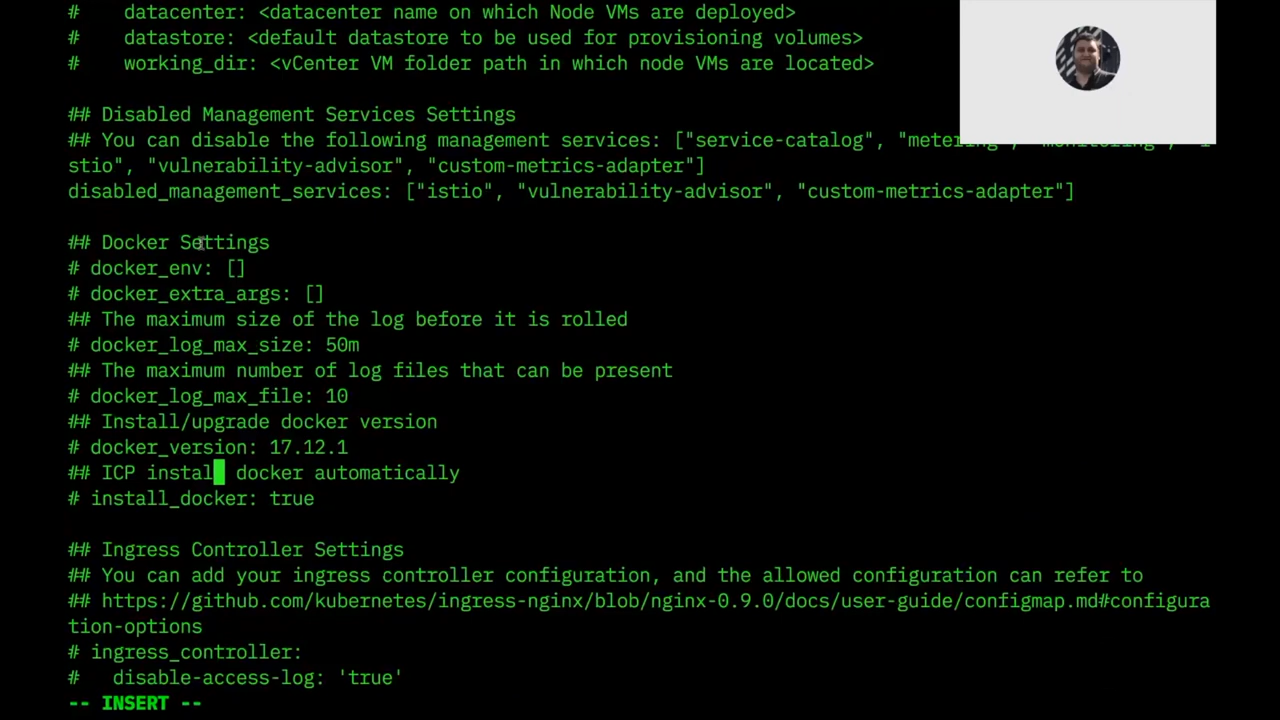 #    datacenter: <datacenter name on which Node VMs are deployed>
#    datastore: <default datastore to be used for provisioning volumes>
#    working_dir: <vCenter VM folder path in which node VMs are located>
## Disabled Management Services Settings
## You can disable the following management services: ["service-catalog", "metering", "monitoring", "i
stio", "vulnerability-advisor", "custom-metrics-adapter"]
disabled_management_services: ["istio", "vulnerability-advisor", "custom-metrics-adapter"]
## Docker Settings
# docker_env: []
# docker_extra_args: []
## The maximum size of the log before it is rolled
# docker_log_max_size: 50m
## The maximum number of log files that can be present
# docker_log_max_file: 10
## Install/upgrade docker version
# docker_version: 17.12.1
## ICP install docker automatically
# install_docker: true
## Ingress Controller Settings
## You can add your ingress controller configuration, and the allowed configuration can refer to
## https://github.com/kubernetes/ingress-nginx/blob/nginx-0.9.0/docs/user-guide/configmap.md#configura
tion-options
# ingress_controller:
#   disable-access-log: 'true'
-- INSERT --